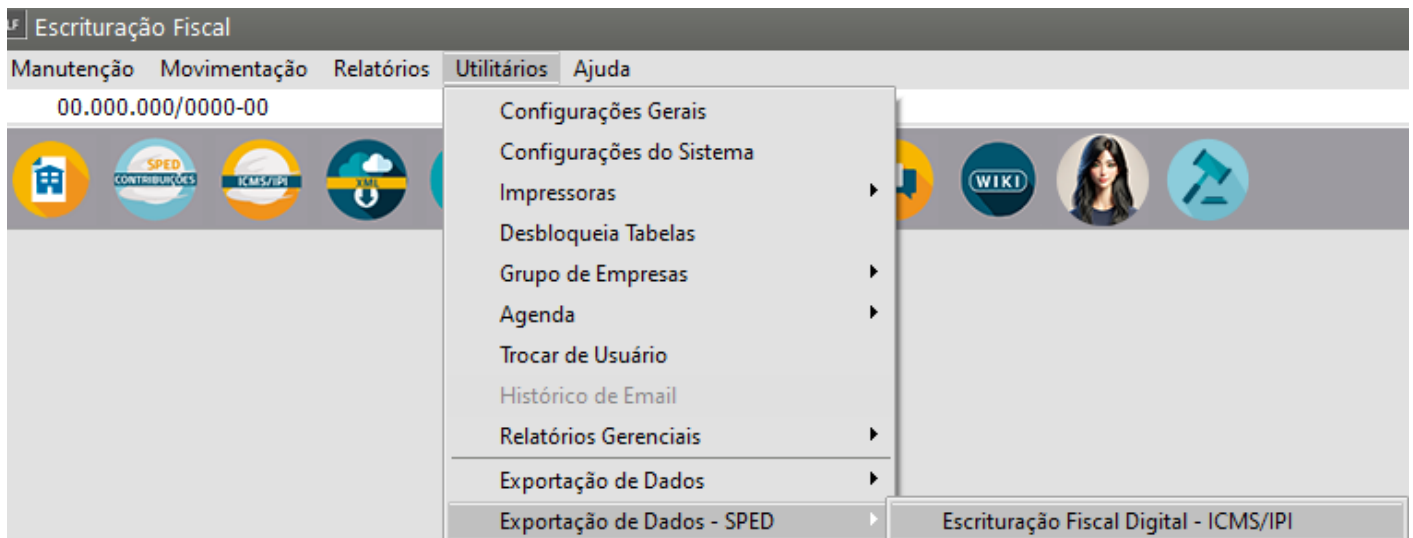 LF Escrituração Fiscal
Manutenção Movimentação Relatórios Utilitários Ajuda
00.000.000/0000-00
SPED
CONTRIBUIÇÕES
ICMS/IPI
XML
WIKI
Configurações Gerais
Configurações do Sistema
Impressoras
Desbloqueia Tabelas
Grupo de Empresas
Agenda
Trocar de Usuário
Histórico de Email
Relatórios Gerenciais
Exportação de Dados
Exportação de Dados - SPED
Escrituração Fiscal Digital - ICMS/IPI